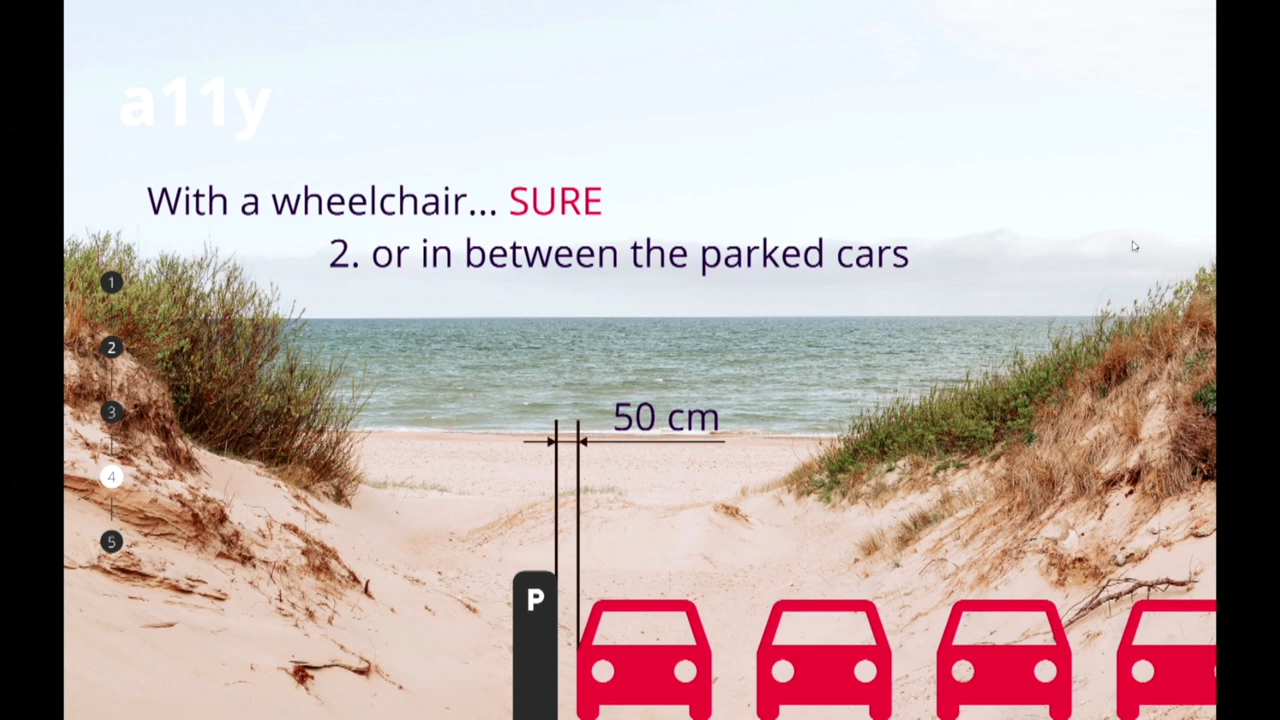 a11y
With a wheelchair... SURE
2. or in between the parked cars
1
2
3
50 cm
4
5
P